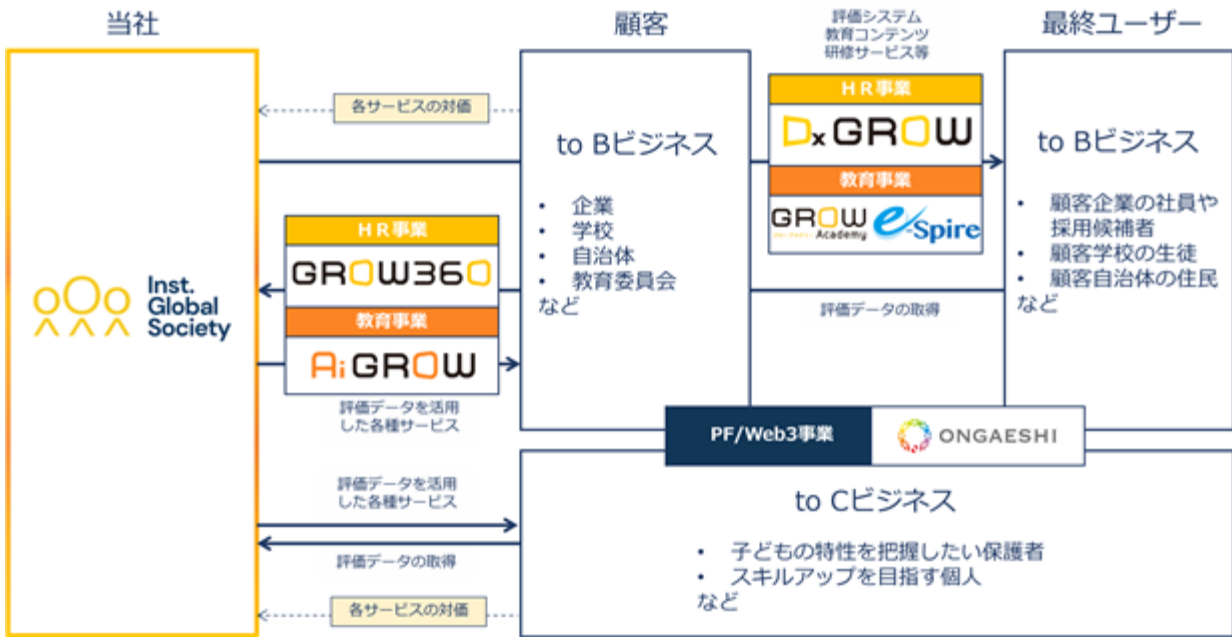 当社
顧客
評価システム
教育コンテンツ
研修サービス等
最終ユーザー
各サービスの対価
to Bビジネス
• 企業
• 学校
• 自治体
• 教育委員会
など
HR事業
DxGROW
教育事業
GROW Academy
e-Spire
to Bビジネス
• 顧客企業の社員や
採用候補者
• 顧客学校の生徒
• 顧客自治体の住民
など
HR事業
GROW360
教育事業
Ai GROW
Inst.
Global
Society
評価データの取得
評価データを活用
した各種サービス
PF/Web3事業
ONGAESHI
評価データを活用
した各種サービス
評価データの取得
各サービスの対価
to Cビジネス
• 子どもの特性を把握したい保護者
• スキルアップを目指す個人
など